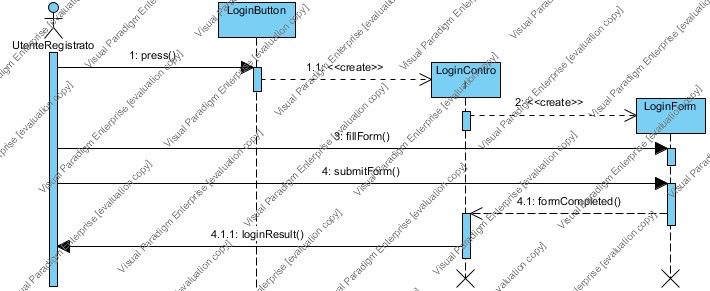 LoginButton
UtenteRegistrato
1: press()
1.1: <<create>>
LoginContro
2: <<create>>
LoginForm
3: fillForm()
4: submitForm()
4.1: formCompleted()
4.1.1: loginResult()
Visual Paradigm Enterprise [evaluation copy]